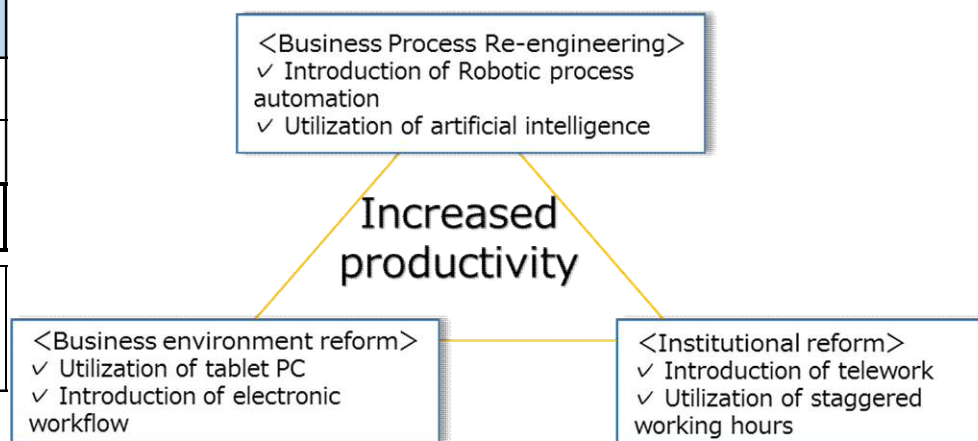 <Business Process Re-engineering>
✓ Introduction of Robotic process
automation
✓ Utilization of artificial intelligence
Increased
productivity
<Business environment reform>
✓ Utilization of tablet PC
✓ Introduction of electronic
workflow
<Institutional reform>
✓ Introduction of telework
✓ Utilization of staggered
working hours